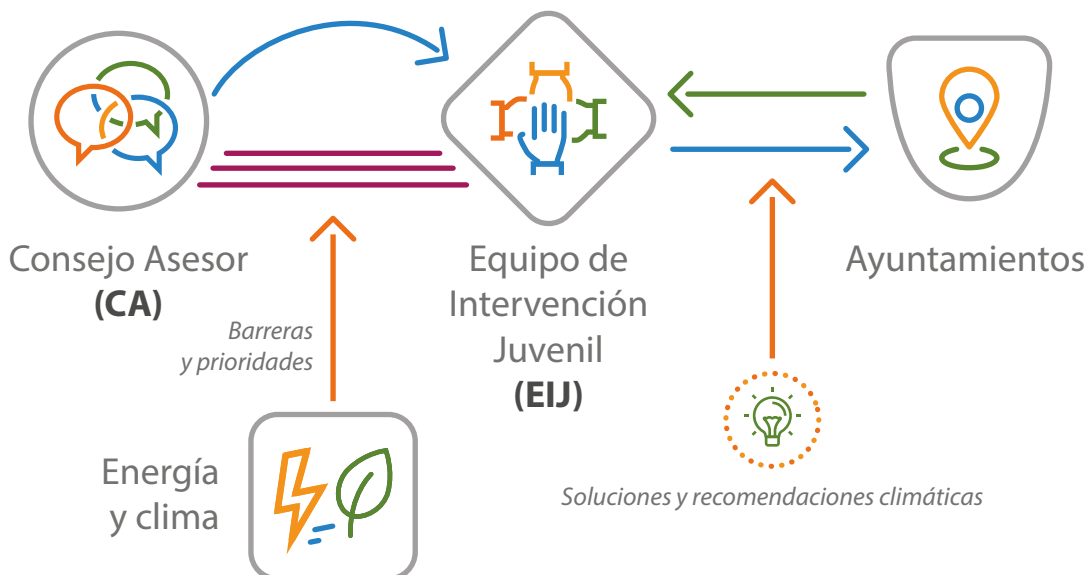 Consejo Asesor
(CA)
Equipo de
Intervención
Juvenil
(EIJ)
Ayuntamientos
Barreras
y prioridades
Energía
y clima
Soluciones y recomendaciones climáticas